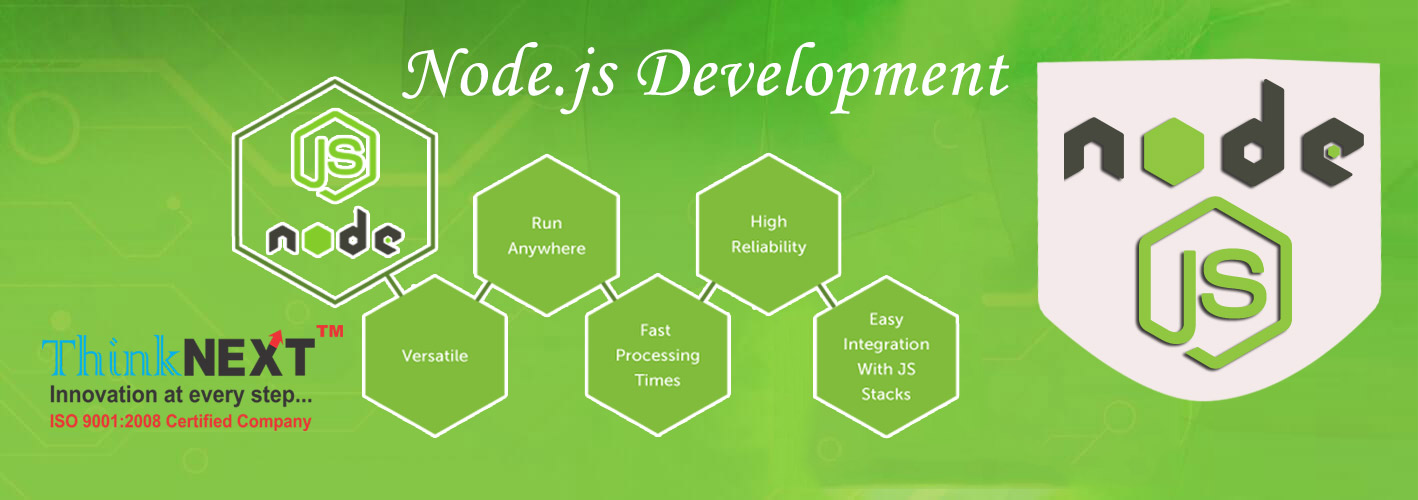 Node.js Development
JS
node
Versatile
Run
Anywhere
Fast
Processing
Times
High
Reliability
Easy
Integration
With JS
Stacks
node
JS
ThinkNEXT™
Innovation at every step...
ISO 9001:2008 Certified Company